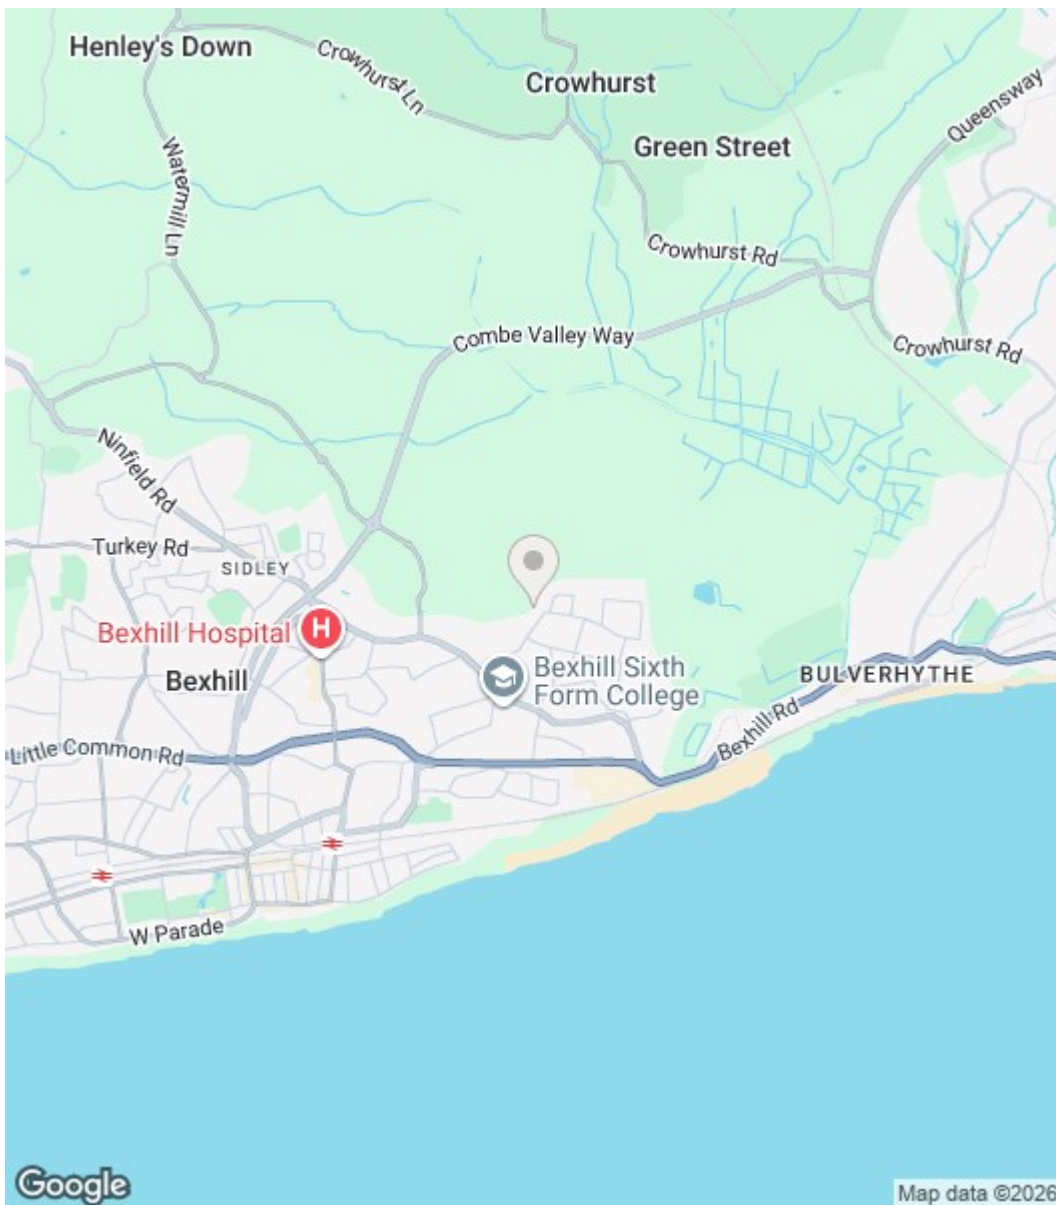 Henley's Down
Crowhurst Ln
Crowhurst
Queensway
Green Street
Watermill Ln
Crowhurst Rd
Combe Valley Way
Crowhurst Rd
Ninfield Rd
Turkey Rd
SIDLEY
Bexhill Hospital
H
Bexhill
Bexhill Sixth
Form College
BULVERHYTHE
Bexhill Rd
Little Common Rd
W Parade
Google
Map data ©2026